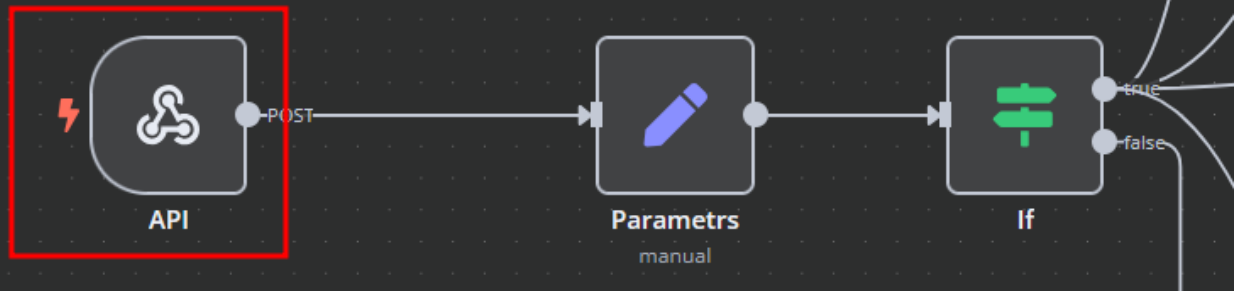 POST
true
false
API
Parametrs
If
manual